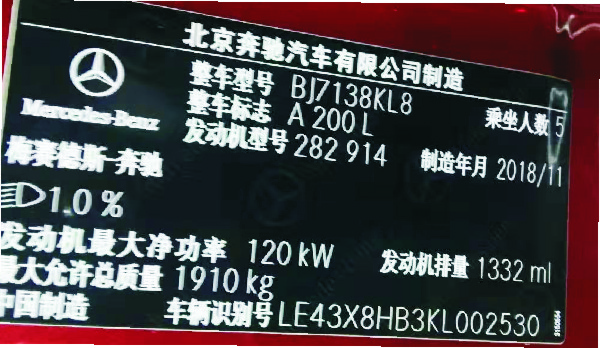 北京奔驰汽车有限公司制造
整车型号 BJ7138KL8 乘坐人数 5
Mercedes-Benz 整车标志 A 200 L
发动机型号 282 914 制造年月 2018/11
梅赛德斯-奔驰
1.0 %
发动机最大净功率 120 kW 发动机排量 1332 ml
最大允许总质量 1910 kg
中国制造 车辆识别号 LE43X8HB3KL002530